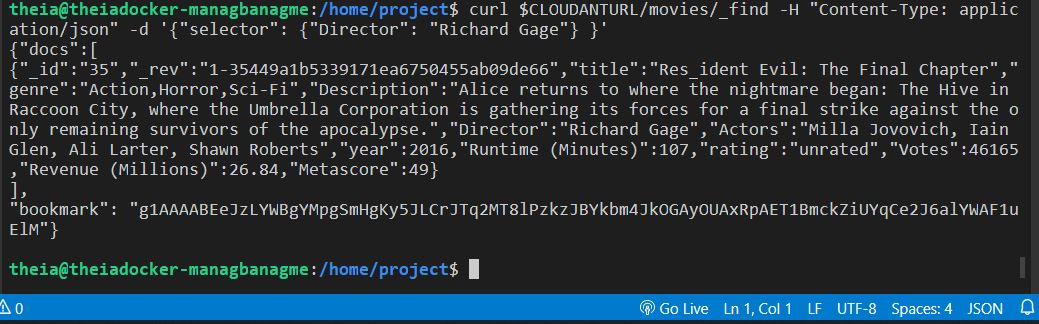 theia@theiadocker-managbanagme:/home/project$ curl $CLOUDANTURL/movies/_find -H "Content-Type: applic
ation/json" -d '{"selector": {"Director": "Richard Gage"} }'
{"docs":[
{"_id":"35","_rev":"1-35449a1b5339171ea6750455ab09de66","title":"Res_ident Evil: The Final Chapter","
genre":"Action,Horror,Sci-Fi","Description":"Alice returns to where the nightmare began: The Hive in
Raccoon City, where the Umbrella Corporation is gathering its forces for a final strike against the o
nly remaining survivors of the apocalypse.","Director":"Richard Gage","Actors":"Milla Jovovich, Iain
Glen, Ali Larter, Shawn Roberts","year":2016,"Runtime (Minutes)":107,"rating":"unrated","Votes":46165
,"Revenue (Millions)":26.84,"Metascore":49}
],
"bookmark": "g1AAAABEeJzLYWBgYMpgSmHgKy5JLCrJTq2MT8lPzkzJBYkbm4JkOGAyOUAxRpAET1BmckZiUYqCe2J6alYWAF1u
ElM"}
theia@theiadocker-managbanagme:/home/project$
0 Go Live Ln 1, Col 1 LF UTF-8 Spaces: 4 JSON